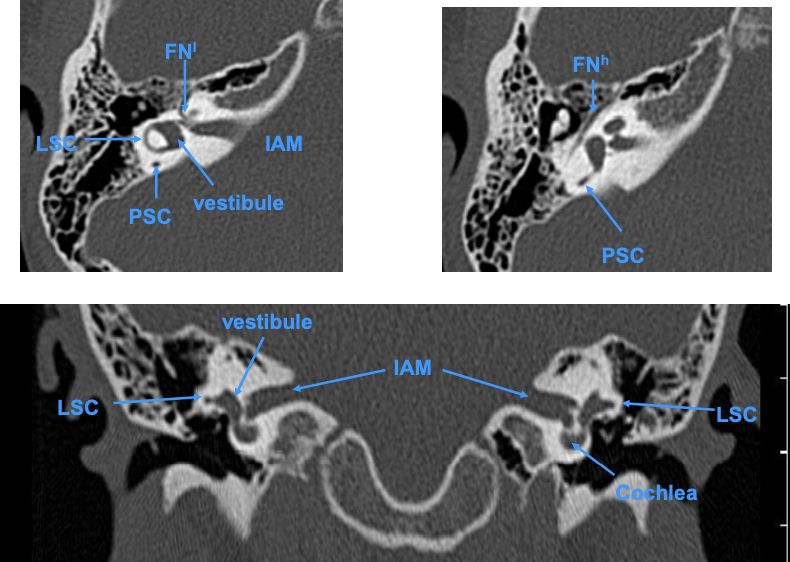 FNˡ
LSC
IAM
PSC
vestibule
FNʰ
PSC
vestibule
IAM
LSC
LSC
Cochlea